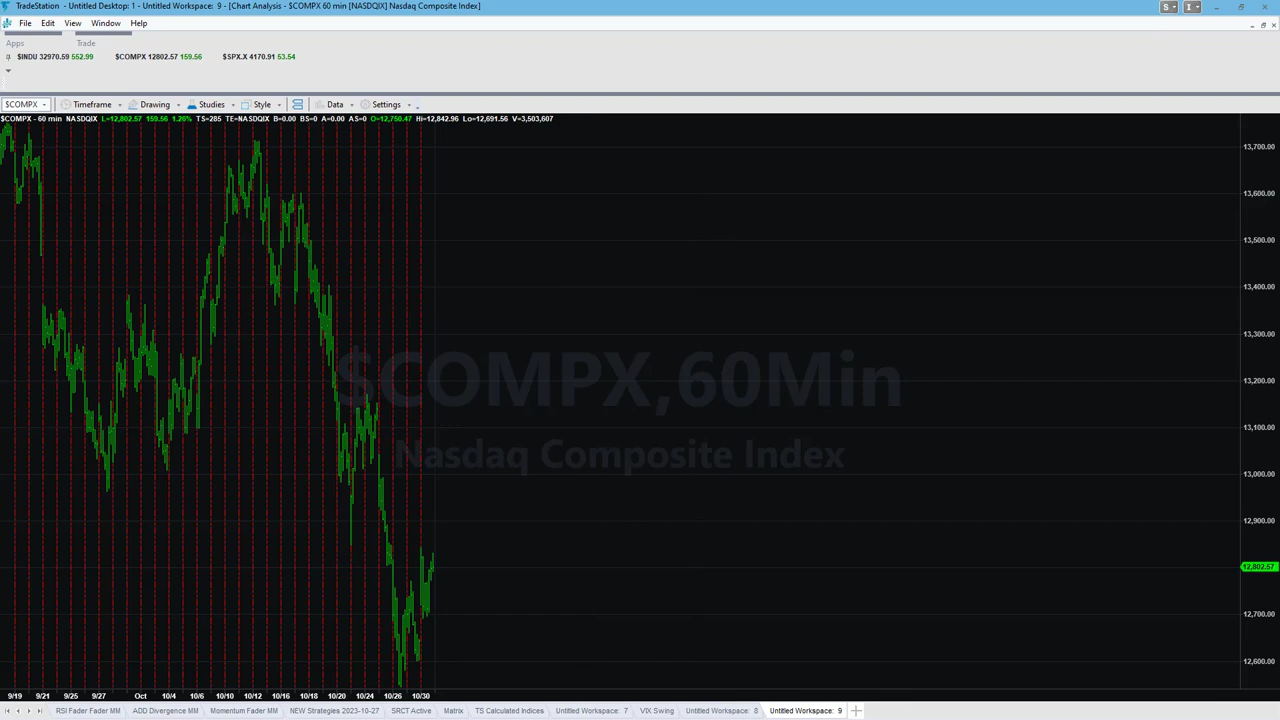 TradeStation - Untitled Desktop: 1 - Untitled Workspace: 9 - [Chart Analysis - $COMPX 60 min [NASDQIX] Nasdaq Composite Index]
S
I
File Edit View Window Help
Apps Trade
$INDU 32970.59 552.99 $COMPX 12802.57 159.56 $SPX.X 4170.91 53.54
$COMPX Timeframe Drawing Studies Style Data Settings
$COMPX - 60 min NASDQIX L=12,802.57 159.56 1.26% TS=285 TE=NASDQIX B=0.00 BS=0 A=0.00 AS=0 O=12,750.47 Hi=12,842.96 Lo=12,691.56 V=3,503,607
13,700.00
13,600.00
13,500.00
13,400.00
13,300.00
13,200.00
$COMPX,60Min
13,100.00
Nasdaq Composite Index
13,000.00
12,900.00
12,802.57
12,700.00
12,600.00
9/19 9/21 9/25 9/27 Oct 10/4 10/6 10/10 10/12 10/16 10/18 10/20 10/24 10/26 10/30
RSI Fader Fader MM ADD Divergence MM Momentum Fader MM NEW Strategies 2023-10-27 SRCT Active Matrix TS Calculated Indices Untitled Workspace: 7 VIX Swing Untitled Workspace: 8 Untitled Workspace: 9